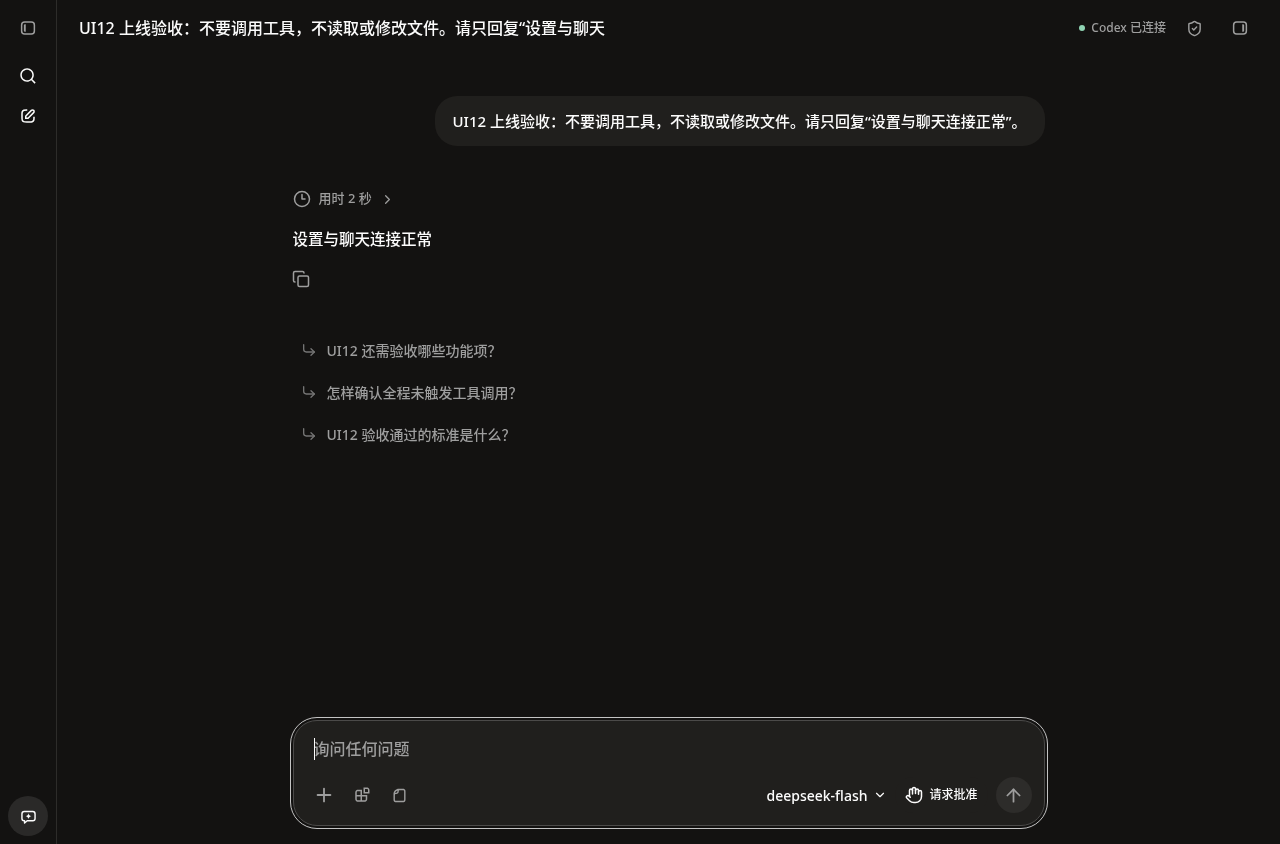 UI12 上线验收：不要调用工具，不读取或修改文件。请只回复“设置与聊天
Codex 已连接
UI12 上线验收：不要调用工具，不读取或修改文件。请只回复“设置与聊天连接正常”。
用时 2 秒
设置与聊天连接正常
UI12 还需验收哪些功能项？
怎样确认全程未触发工具调用？
UI12 验收通过的标准是什么？
询问任何问题
deepseek-flash 请求批准